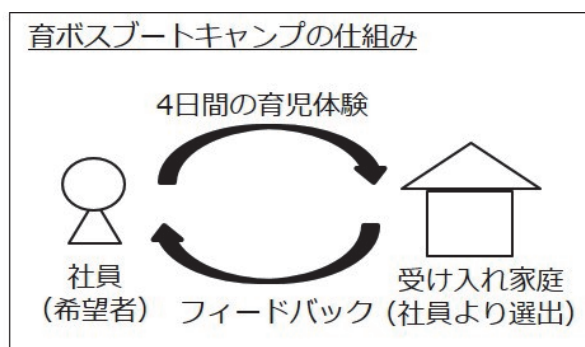 育ボスブートキャンプの仕組み
4日間の育児体験
社員
(希望者)
フィードバック
受け入れ家庭
(社員より選出)